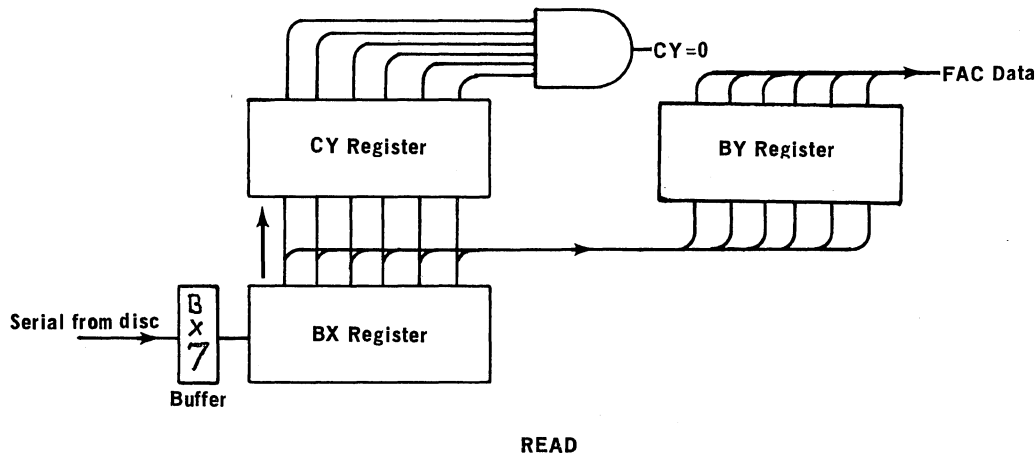 CY=0
FAC Data
CY Register
BY Register
Serial from disc
B
X
7
BX Register
Buffer
READ